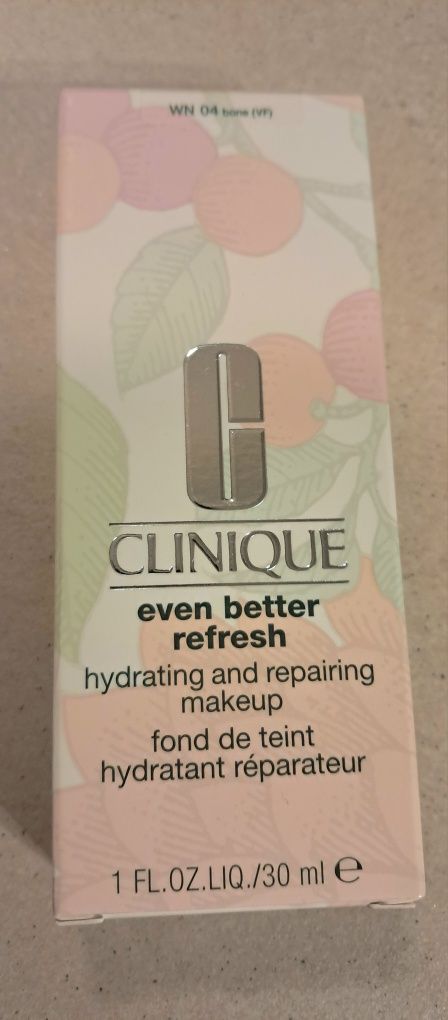 WN 04 bone (VF)
C
CLINIQUE
even better
refresh
hydrating and repairing
makeup
fond de teint
hydratant réparateur
1 FL.OZ.LIQ./30 ml ℮